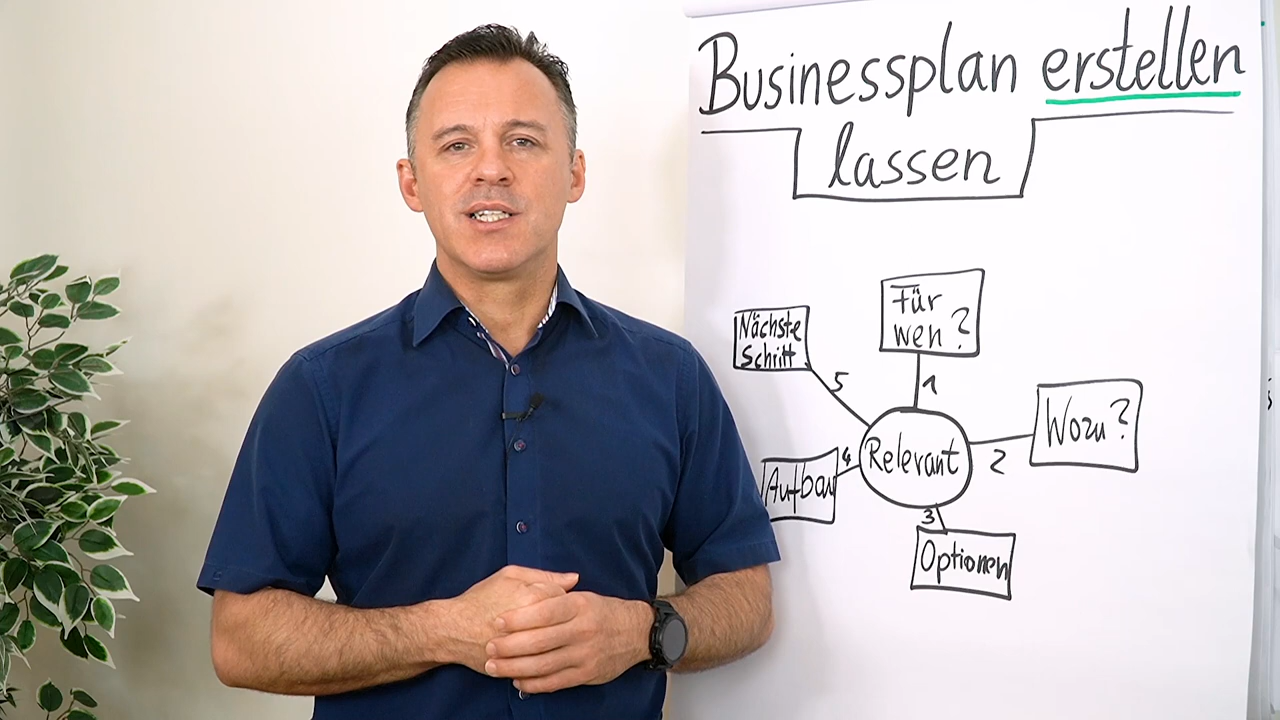 Businessplan erstellen
lassen
Für
wen?
1
Wozu?
2
3
Optionen
4
Aufbau
5
Nächste
Schritt
Relevant